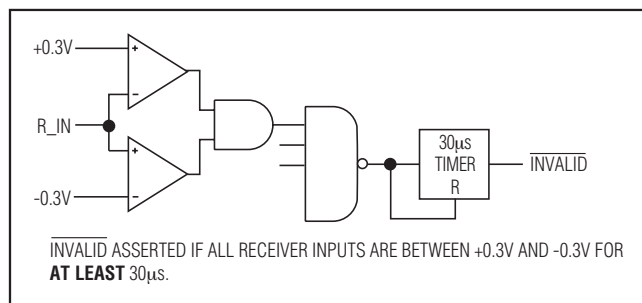 +0.3V
R_IN
-0.3V
+
-
+
-
30μs
TIMER
R
INVALID
INVALID ASSERTED IF ALL RECEIVER INPUTS ARE BETWEEN +0.3V AND -0.3V FOR
AT LEAST 30μs.